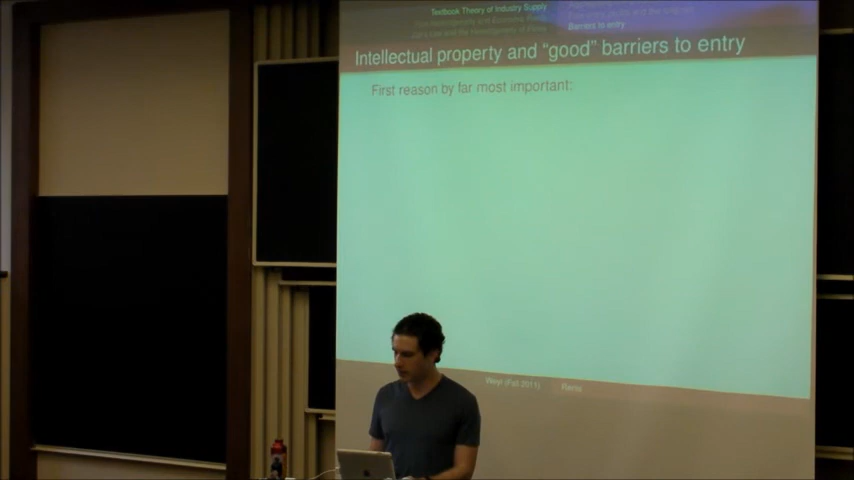 Textbook Theory of Industry Supply
Barriers to entry
Intellectual property and “good” barriers to entry
First reason by far most important:
Weyl (Fall 2011)
Rents